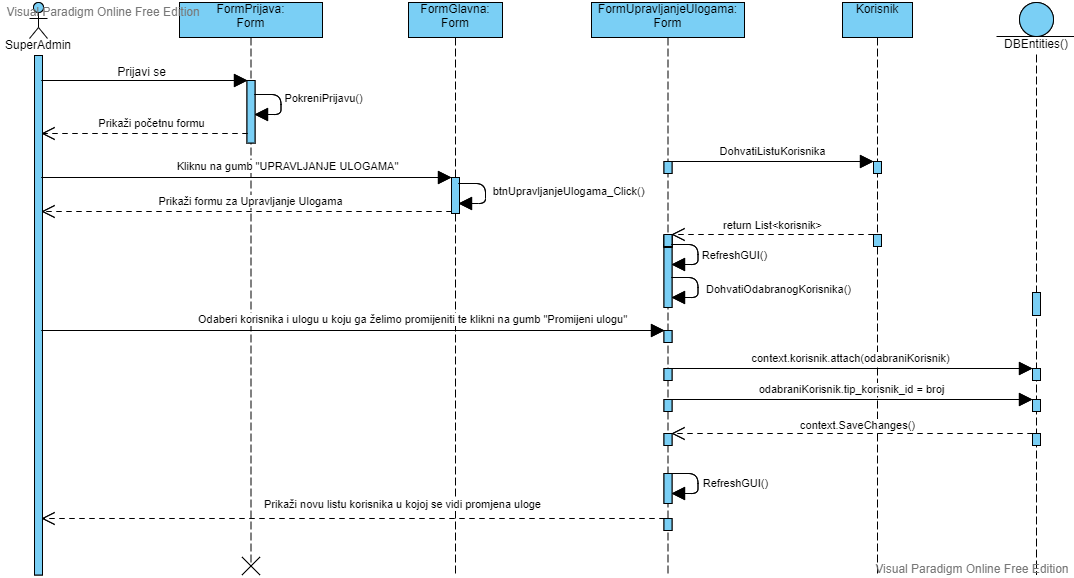 Visual Paradigm Online Free Edition
SuperAdmin
FormPrijava:
Form
FormGlavna:
Form
FormUpravljanjeUlogama:
Form
Korisnik
DBEntities()
Prijavi se
PokreniPrijavu()
Prikaži početnu formu
DohvatiListuKorisnika
Kliknu na gumb "UPRAVLJANJE ULOGAMA"
btnUpravljanjeUlogama_Click()
Prikaži formu za Upravljanje Ulogama
return List<korisnik>
RefreshGUI()
DohvatiOdabranogKorisnika()
Odaberi korisnika i ulogu u koju ga želimo promijeniti te klikni na gumb "Promijeni ulogu"
context.korisnik.attach(odabraniKorisnik)
odabraniKorisnik.tip_korisnik_id = broj
context.SaveChanges()
RefreshGUI()
Prikaži novu listu korisnika u kojoj se vidi promjena uloge
Visual Paradigm Online Free Edition